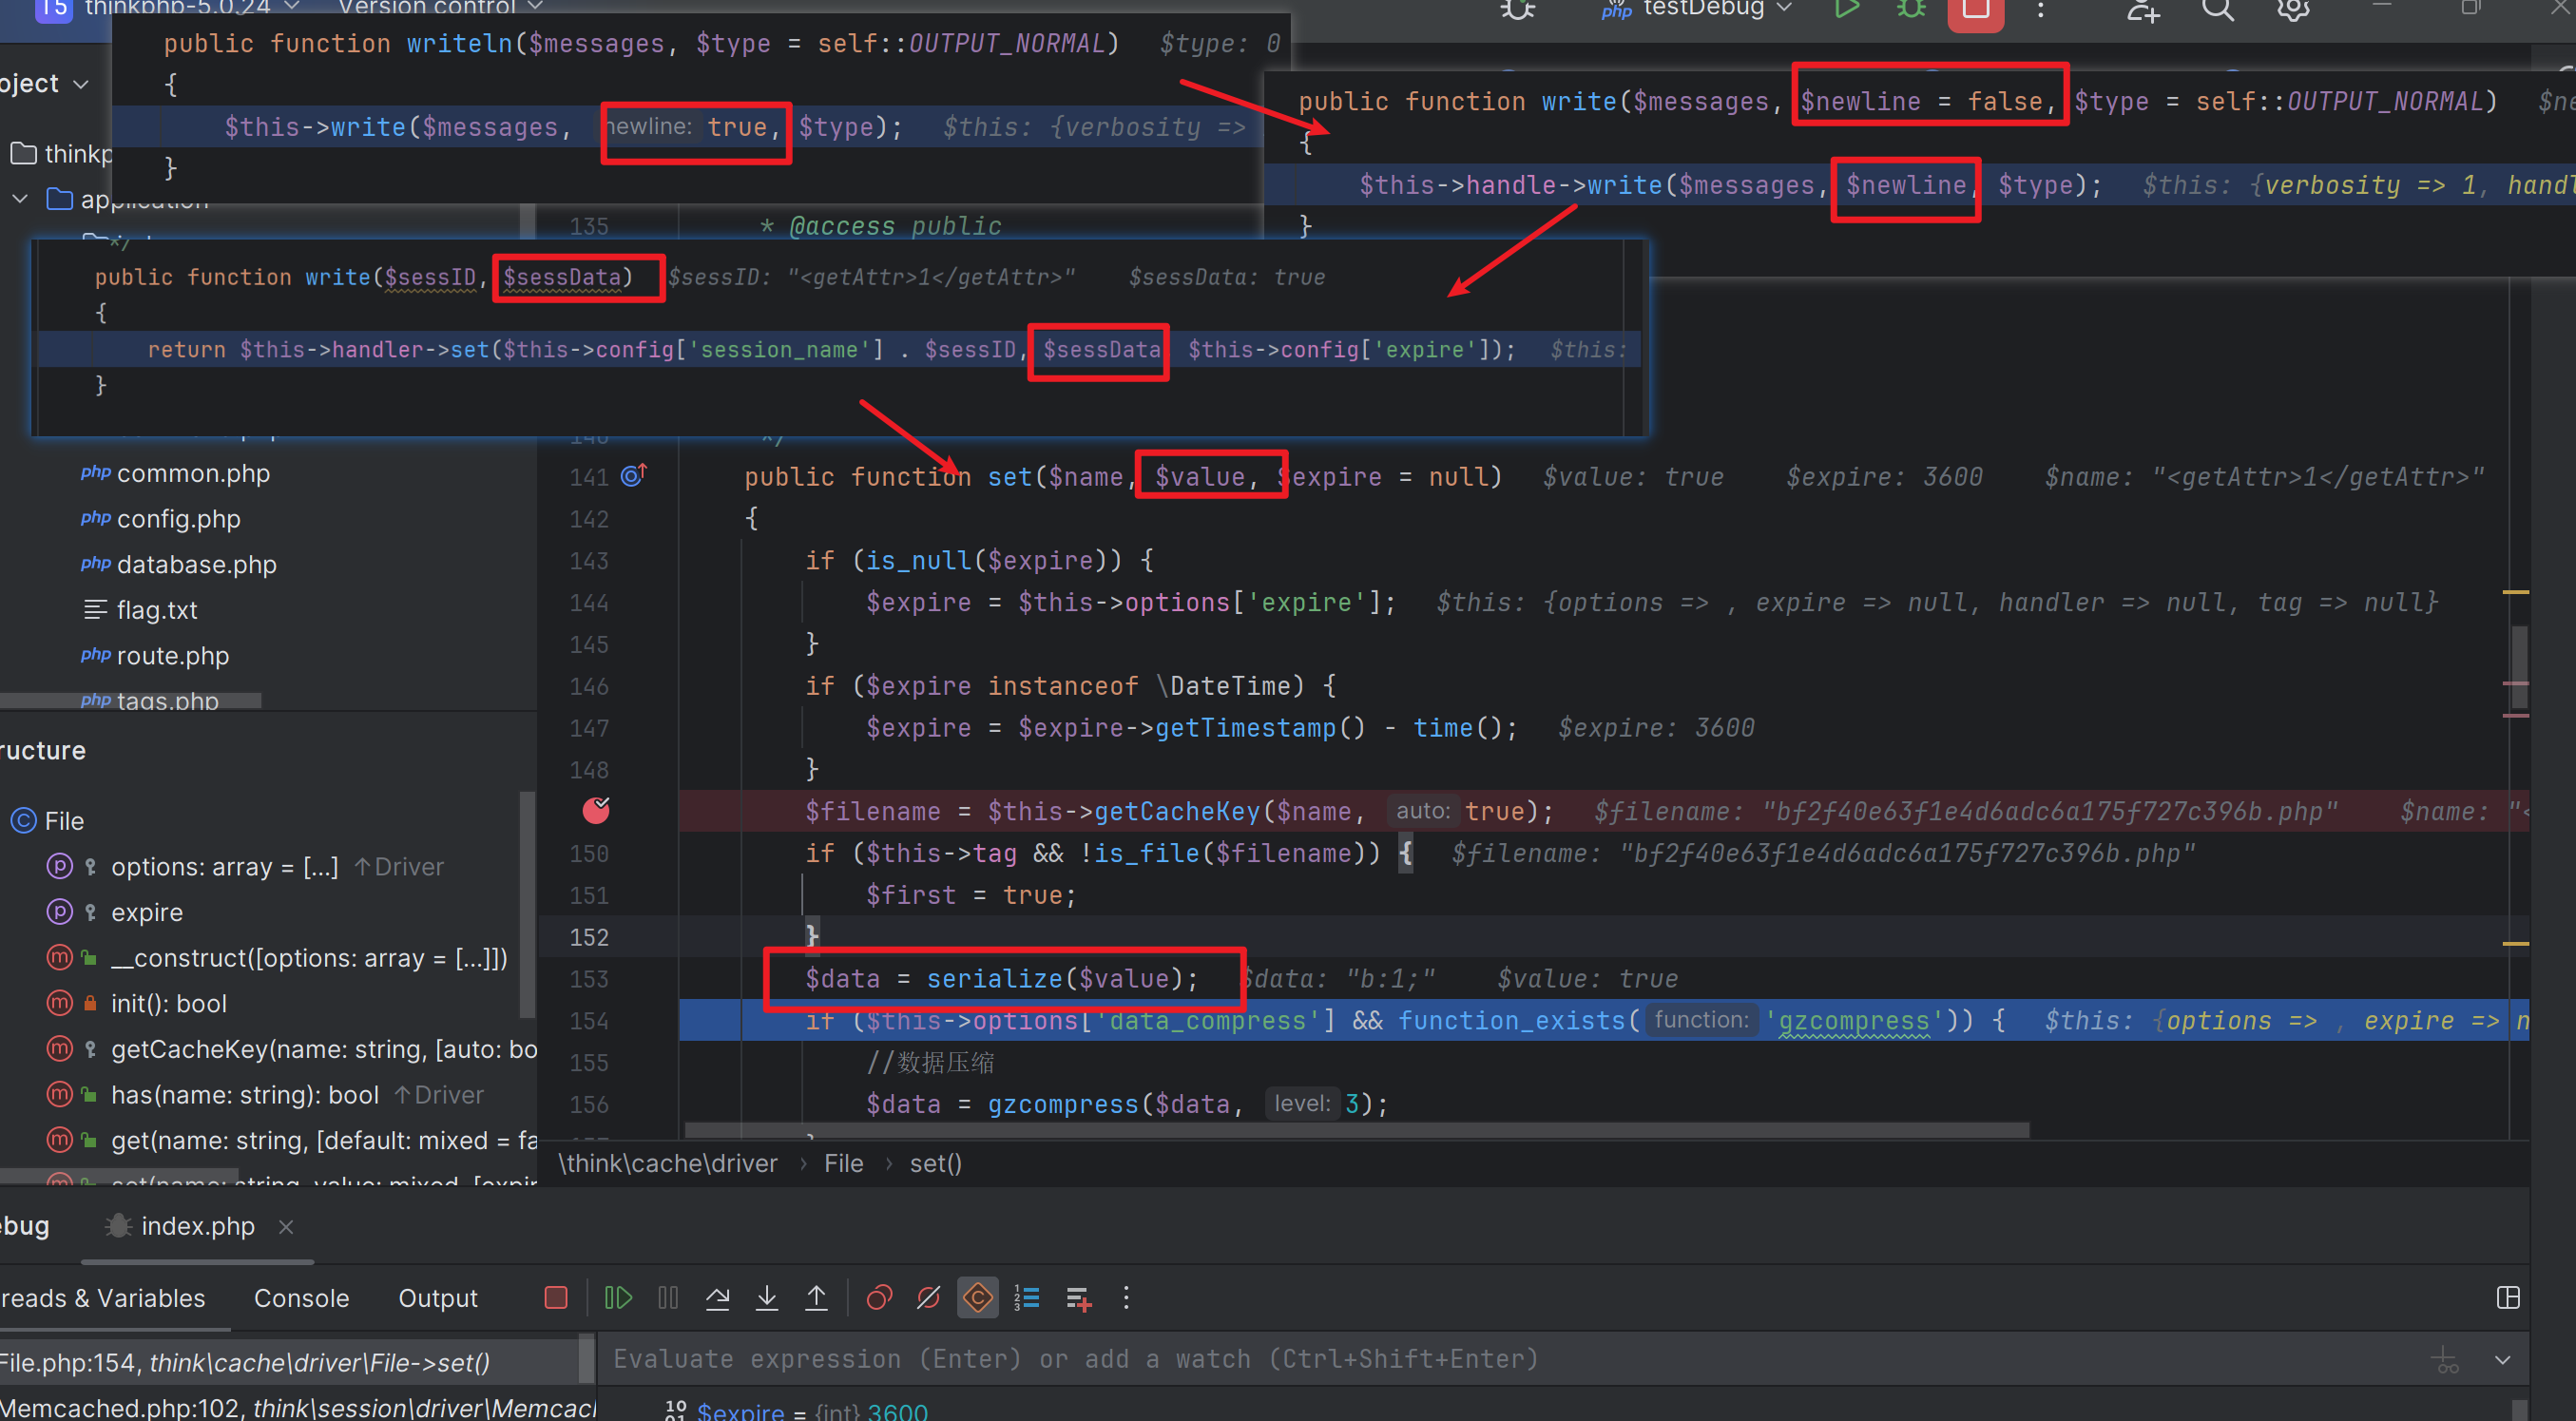 T5 thinkphp-5.0.24 Version control testDebug
public function writeln($messages, $type = self::OUTPUT_NORMAL) $type: 0
{
$this->write($messages, newline: true, $type); $this: {verbosity =>
}
public function write($messages, $newline = false, $type = self::OUTPUT_NORMAL)
{
$this->handle->write($messages, $newline, $type); $this: {verbosity => 1, handl
}
oject
thinkp
application
135 * @access public
*/
public function write($sessID, $sessData) $sessID: "<getAttr>1</getAttr>" $sessData: true
{
return $this->handler->set($this->config['session_name'] . $sessID, $sessData $this->config['expire']); $this:
}
common.php
config.php
database.php
flag.txt
route.php
tags.php
140 */
141 public function set($name, $value, $expire = null) $value: true $expire: 3600 $name: "<getAttr>1</getAttr>"
142 {
143 if (is_null($expire)) {
144 $expire = $this->options['expire']; $this: {options => , expire => null, handler => null, tag => null}
145 }
146 if ($expire instanceof \DateTime) {
147 $expire = $expire->getTimestamp() - time(); $expire: 3600
148 }
$filename = $this->getCacheKey($name, auto: true); $filename: "bf2f40e63f1e4d6adc6a175f727c396b.php" $name: "<
150 if ($this->tag && !is_file($filename)) { $filename: "bf2f40e63f1e4d6adc6a175f727c396b.php"
151 $first = true;
152 }
153 $data = serialize($value); $data: "b:1;" $value: true
154 if ($this->options['data_compress'] && function_exists( function: 'gzcompress')) { $this: {options => , expire => n
155 //数据压缩
156 $data = gzcompress($data, level: 3);
\think\cache\driver › File › set()
ructure
File
options: array = [...] ↑Driver
expire
__construct([options: array = [...]])
init(): bool
getCacheKey(name: string, [auto: bo
has(name: string): bool ↑Driver
get(name: string, [default: mixed = fa
set(name: string, value: mixed, [expir
ebug index.php
reads & Variables Console Output
File.php:154, think\cache\driver\File->set()
Memcached.php:102, think\session\driver\Memcac
Evaluate expression (Enter) or add a watch (Ctrl+Shift+Enter)
$expire = {int} 3600